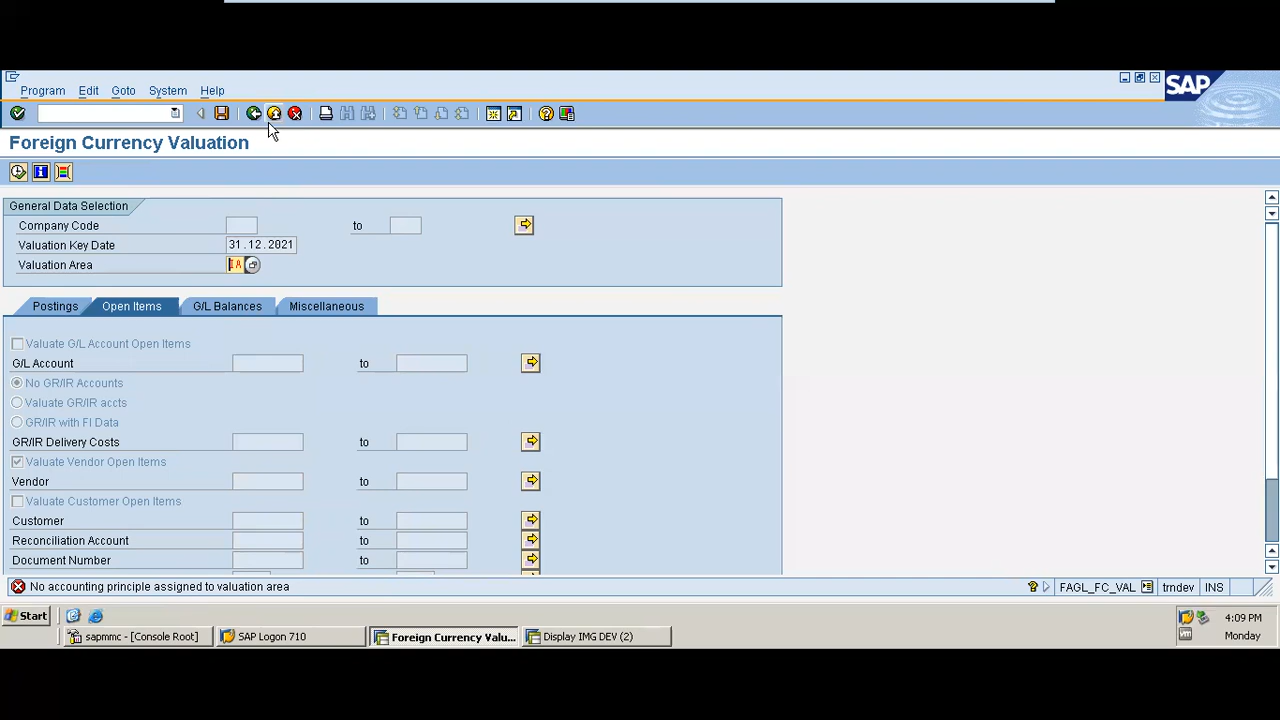 Program Edit Goto System Help
SAP
Foreign Currency Valuation
General Data Selection
Company Code to
Valuation Key Date 31.12.2021
Valuation Area
Postings Open Items G/L Balances Miscellaneous
Valuate G/L Account Open Items
G/L Account to
No GR/IR Accounts
Valuate GR/IR accts
GR/IR with FI Data
GR/IR Delivery Costs to
Valuate Vendor Open Items
Vendor to
Valuate Customer Open Items
Customer to
Reconciliation Account to
Document Number to
No accounting principle assigned to valuation area FAGL_FC_VAL trndev INS
Start 4:09 PM
sapmmc - [Console Root] SAP Logon 710 Foreign Currency Valu... Display IMG DEV (2) Monday